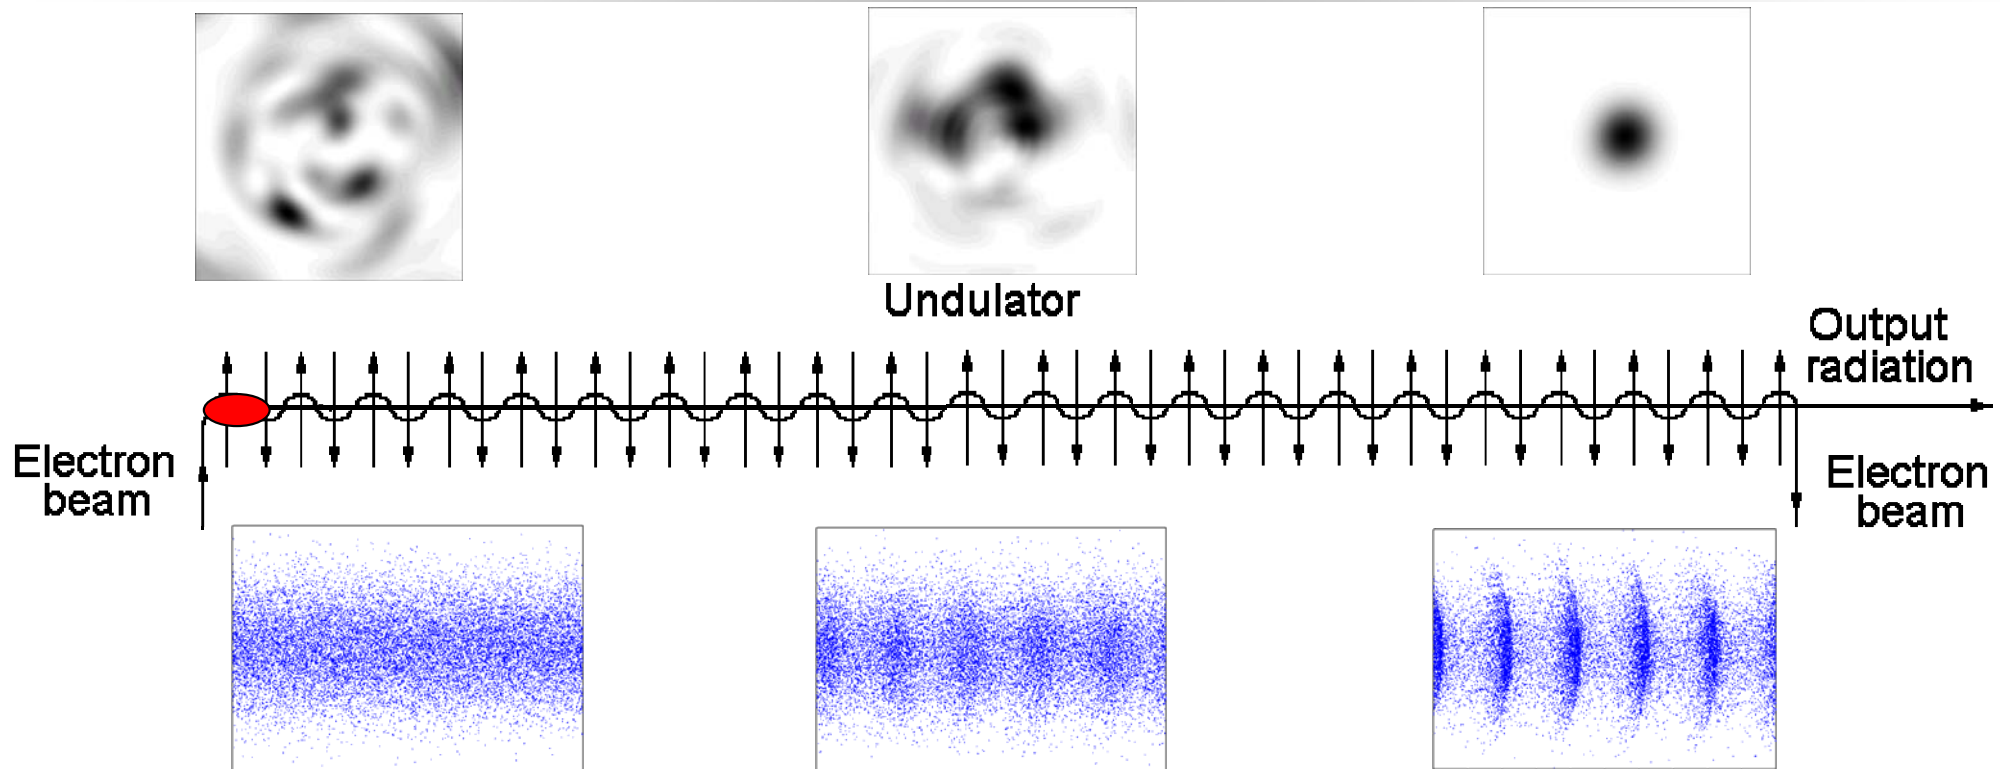 Undulator
Output
radiation
Electron
beam
Electron
beam